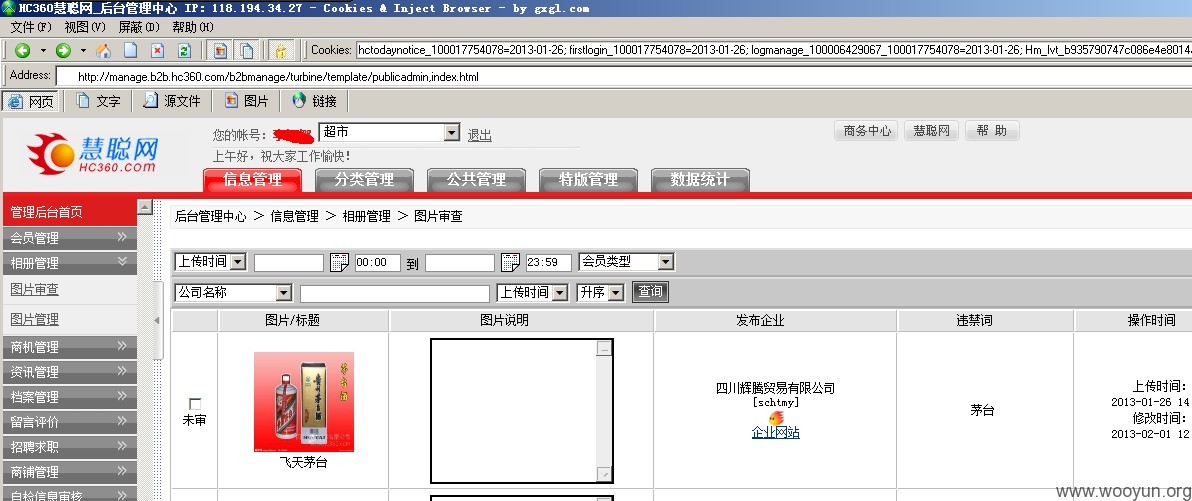 HC360慧聪网_后台管理中心 IP: 118.194.34.27 - Cookies & Inject Browser - by gxgl.com
文件(F) 视图(V) 屏蔽(D) 帮助(H)
Cookies: hctodaynotice_100017754078=2013-01-26; firstlogin_100017754078=2013-01-26; logmanage_100006429067_100017754078=2013-01-26; Hm_lvt_b935790747c086e4e8014
Address: http://manage.b2b.hc360.com/b2bmanage/turbine/template/publicadmin,index.html
网页 文字 源文件 图片 链接
慧聪网
HC360.com
您的帐号: 超市 退出
商务中心 慧聪网 帮 助
上午好，祝大家工作愉快!
信息管理 分类管理 公共管理 特版管理 数据统计
管理后台首页
会员管理
相册管理
图片审查
图片管理
商机管理
资讯管理
档案管理
留言评价
招聘求职
商铺管理
自检信息审核
后台管理中心 > 信息管理 > 相册管理 > 图片审查
上传时间 00:00 到 23:59 会员类型
公司名称 上传时间 升序 查询
图片/标题 图片说明 发布企业 违禁词 操作时间
未审
飞天茅台
四川辉腾贸易有限公司
[schtmy]
企业网站
茅台
上传时间:
2013-01-26 14
修改时间:
2013-02-01 12
www.wooyun.org